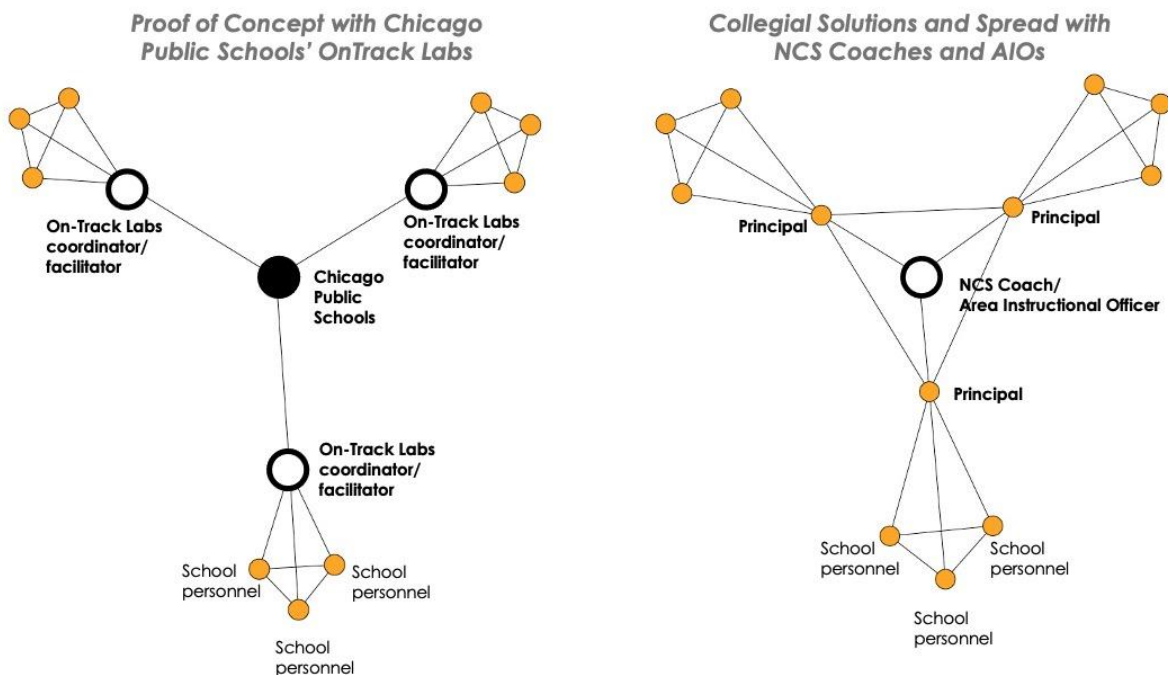 Proof of Concept with Chicago
Public Schools' OnTrack Labs
On-Track Labs
coordinator/
facilitator
On-Track Labs
coordinator/
facilitator
Chicago
Public
Schools
On-Track Labs
coordinator/
facilitator
School
personnel
School
personnel
School
personnel
Collegial Solutions and Spread with
NCS Coaches and AIOs
Principal
Principal
NCS Coach/
Area Instructional Officer
Principal
School
personnel
School
personnel
School
personnel